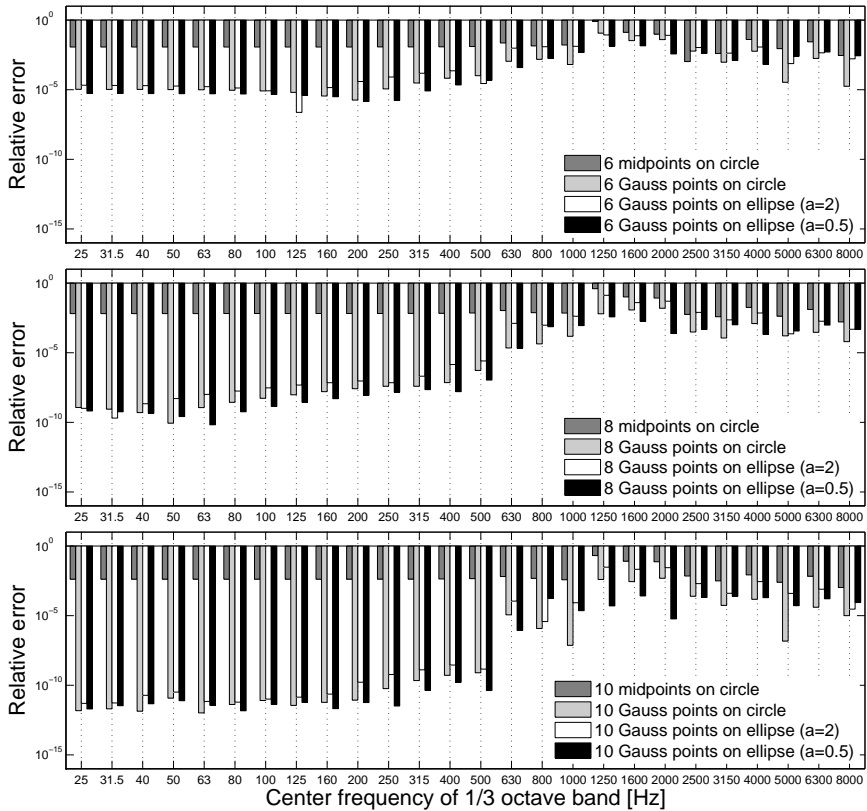 Relative error
10^0
10^-5
10^-10
10^-15
6 midpoints on circle
6 Gauss points on circle
6 Gauss points on ellipse (a=2)
6 Gauss points on ellipse (a=0.5)
25 31.5 40 50 63 80 100 125 160 200 250 315 400 500 630 800 1000 1250 1600 2000 2500 3150 4000 5000 6300 8000
Relative error
10^0
10^-5
10^-10
10^-15
8 midpoints on circle
8 Gauss points on circle
8 Gauss points on ellipse (a=2)
8 Gauss points on ellipse (a=0.5)
25 31.5 40 50 63 80 100 125 160 200 250 315 400 500 630 800 1000 1250 1600 2000 2500 3150 4000 5000 6300 8000
Relative error
10^0
10^-5
10^-10
10^-15
10 midpoints on circle
10 Gauss points on circle
10 Gauss points on ellipse (a=2)
10 Gauss points on ellipse (a=0.5)
25 31.5 40 50 63 80 100 125 160 200 250 315 400 500 630 800 1000 1250 1600 2000 2500 3150 4000 5000 6300 8000
Center frequency of 1/3 octave band [Hz]